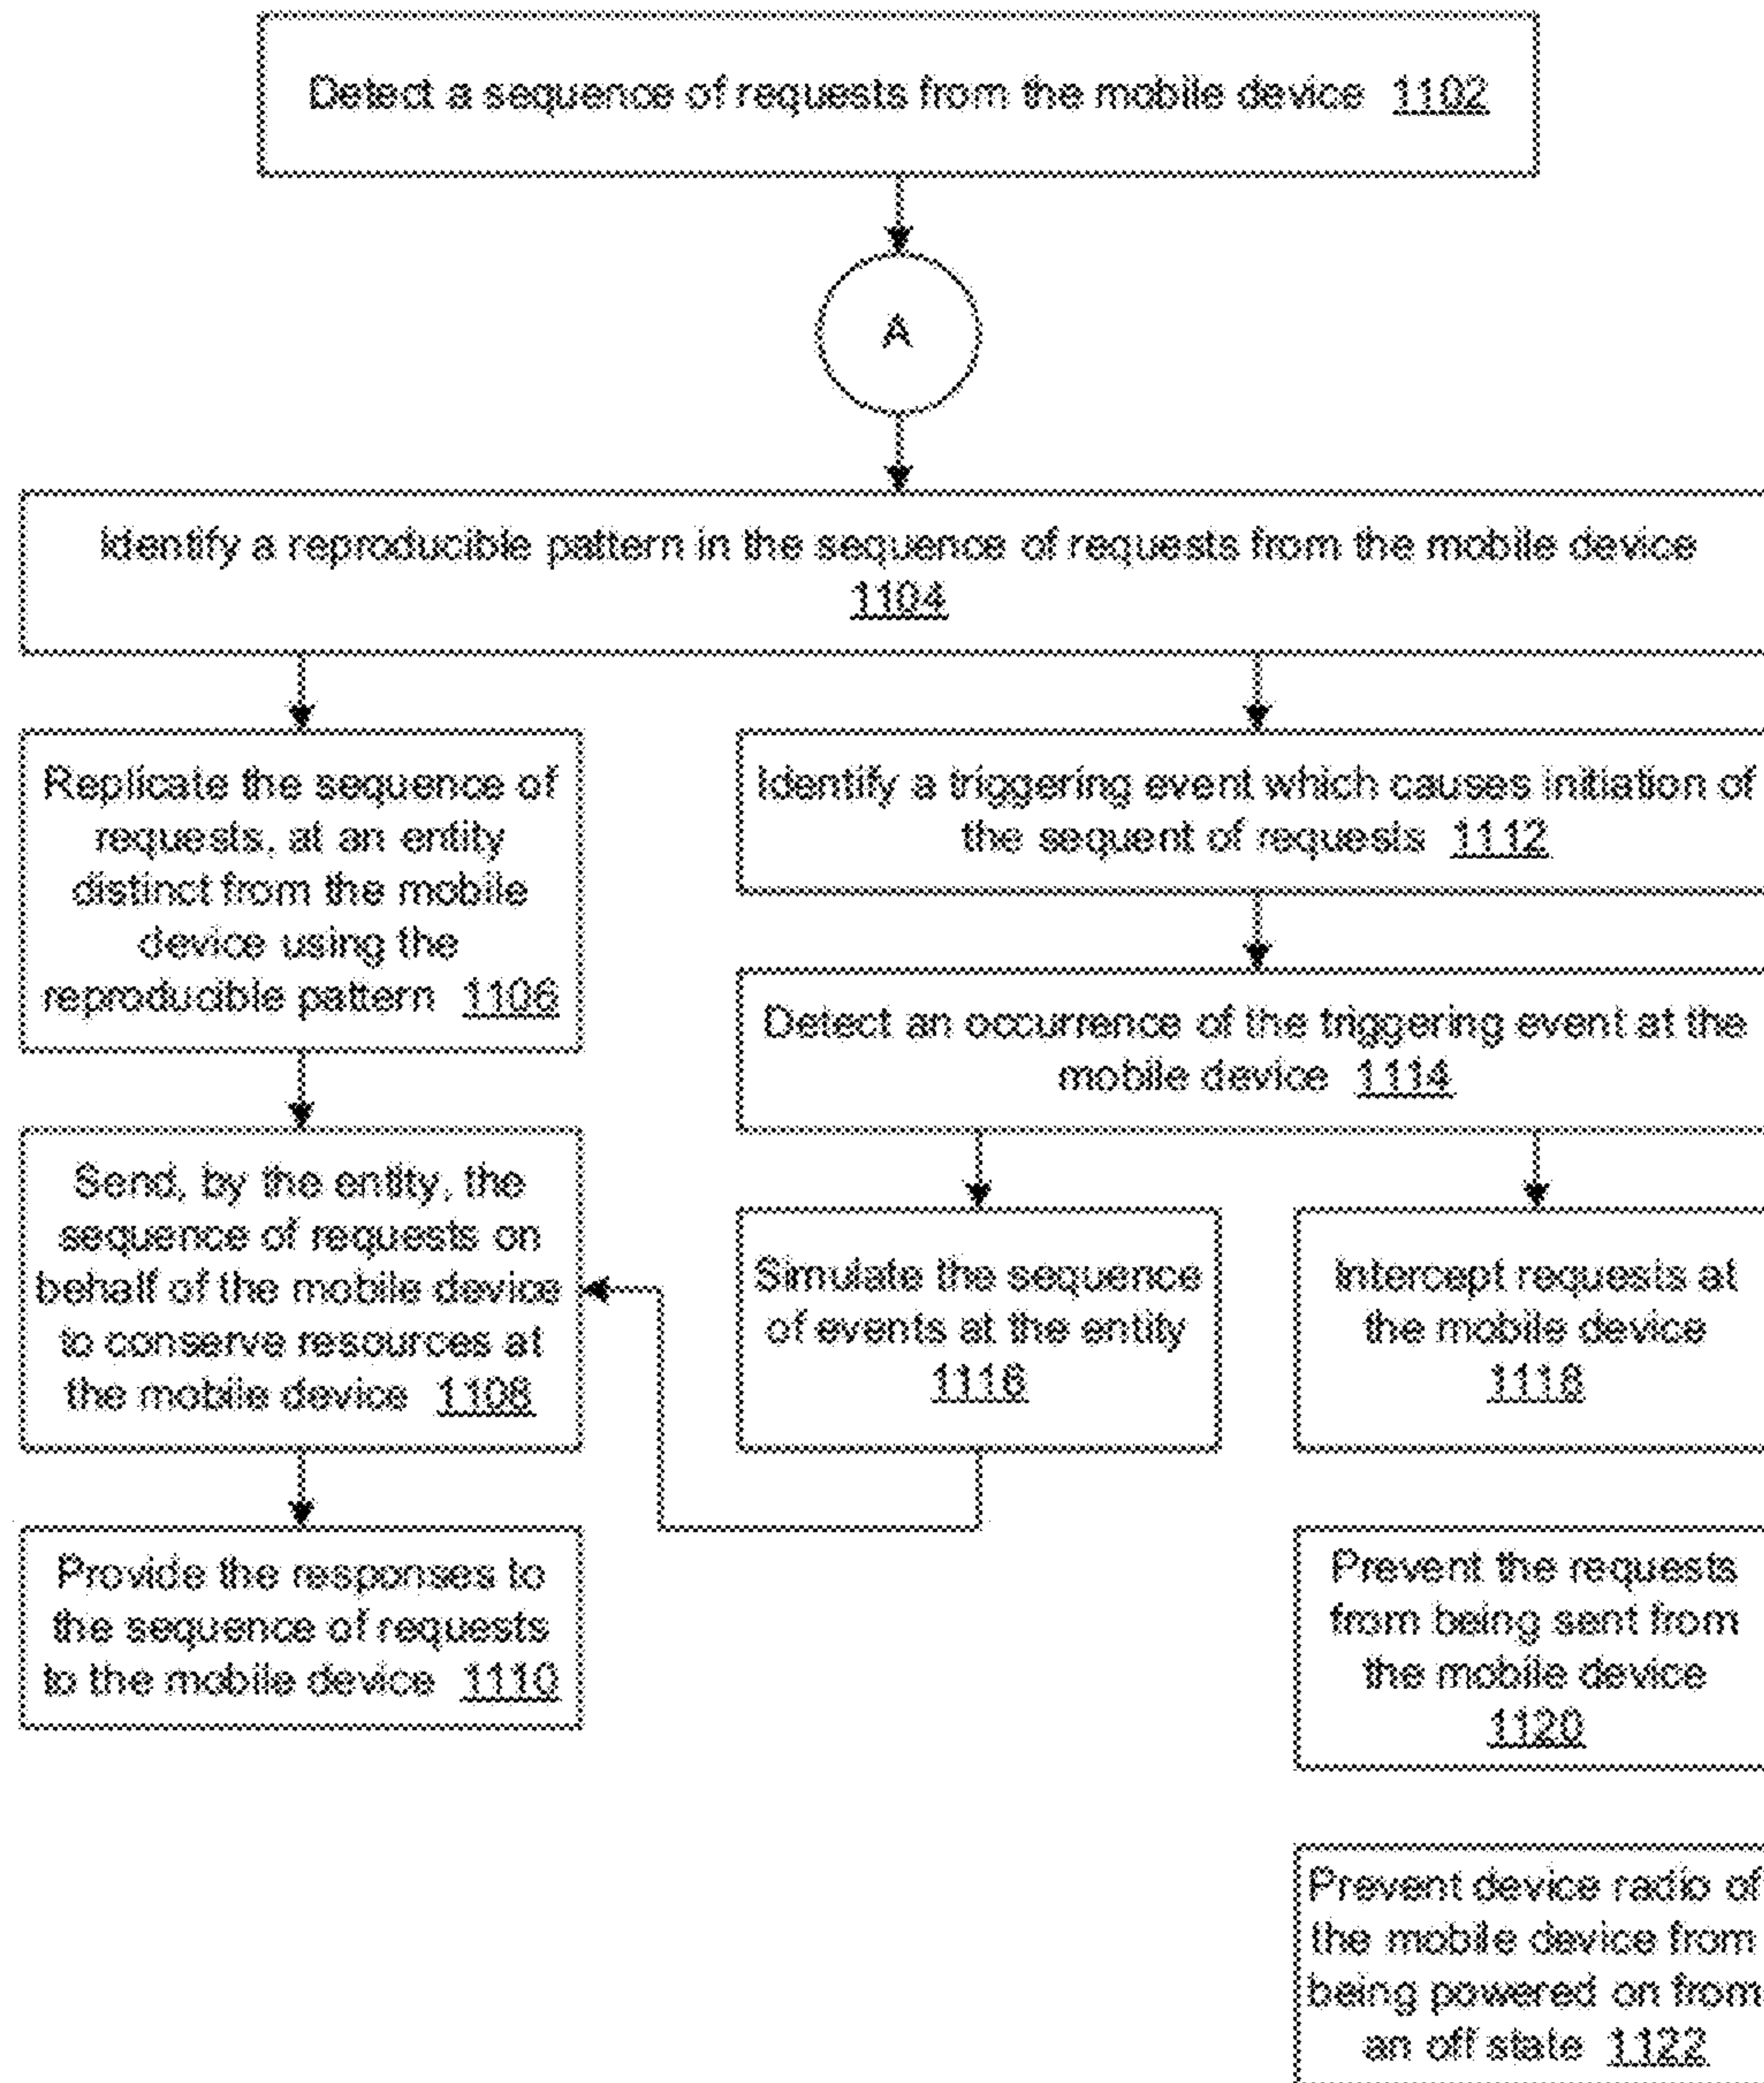 Detect a sequence of requests from the mobile device 1102
A
Identify a reproducible pattern in the sequence of requests from the mobile device
1104
Replicate the sequence of
requests, at an entity
distinct from the mobile
device using the
reproducible pattern 1106
Send, by the entity, the
sequence of requests on
behalf of the mobile device
to conserve resources at
the mobile device 1108
Provide the responses to
the sequence of requests
to the mobile device 1110
Identify a triggering event which causes initiation of
the sequent of requests 1112
Detect an occurrence of the triggering event at the
mobile device 1114
Simulate the sequence
of events at the entity
1116
Intercept requests at
the mobile device
1118
Prevent the requests
from being sent from
the mobile device
1120
Prevent device radio of
the mobile device from
being powered on from
an off state 1122